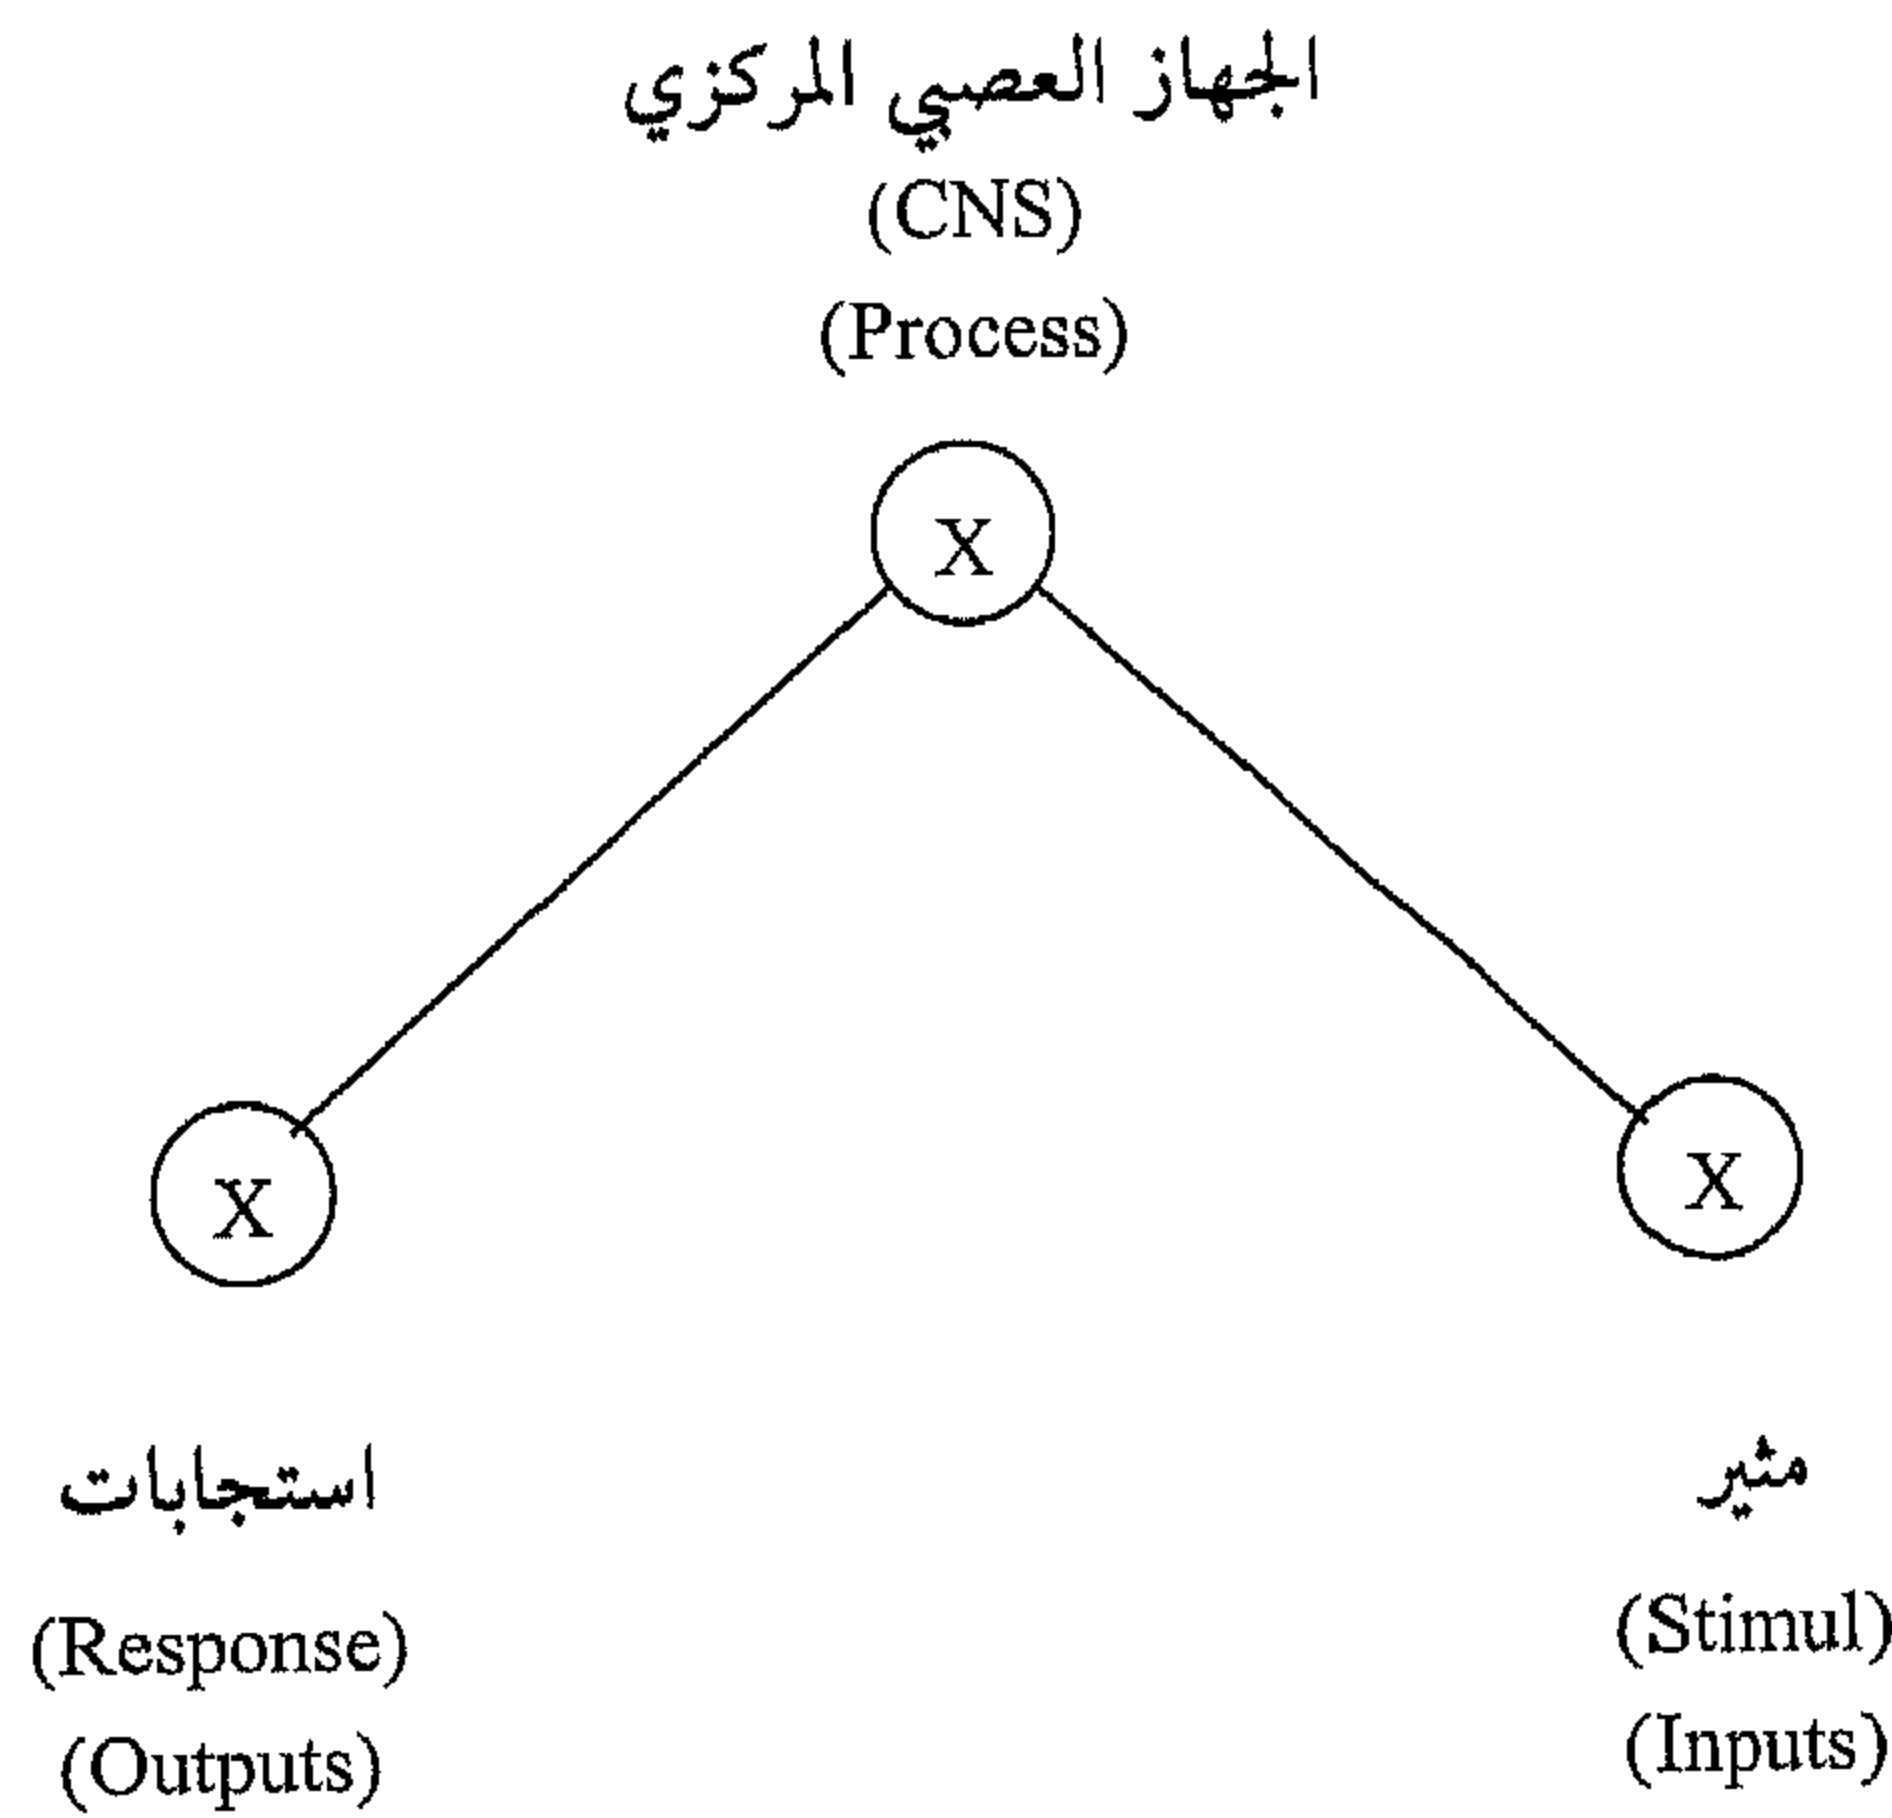 الجهاز العصبي المركزي
(CNS)
(Process)
X
X
X
مثير
(Stimul)
(Inputs)
استجابات
(Response)
(Outputs)